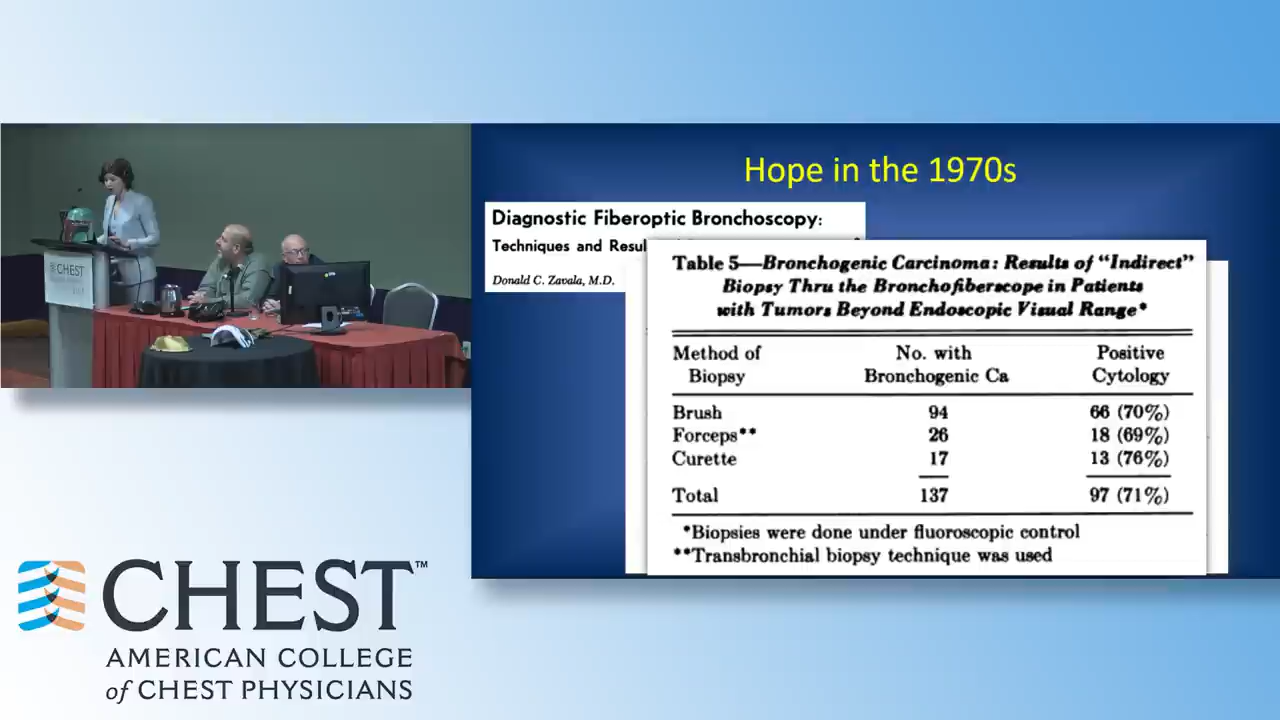 Hope in the 1970s
Diagnostic Fiberoptic Bronchoscopy:
Techniques and
Donald C. Zavala, M.D.
Table 5—Bronchogenic Carcinoma: Results of “Indirect”
Biopsy Thru the Bronchofiberscope in Patients
with Tumors Beyond Endoscopic Visual Range*
Method of Biopsy No. with Bronchogenic Ca Positive Cytology
Brush 94 66 (70%)
Forceps** 26 18 (69%)
Curette 17 13 (76%)
Total 137 97 (71%)
*Biopsies were done under fluoroscopic control
**Transbronchial biopsy technique was used
CHEST
CHEST™
AMERICAN COLLEGE
of CHEST PHYSICIANS